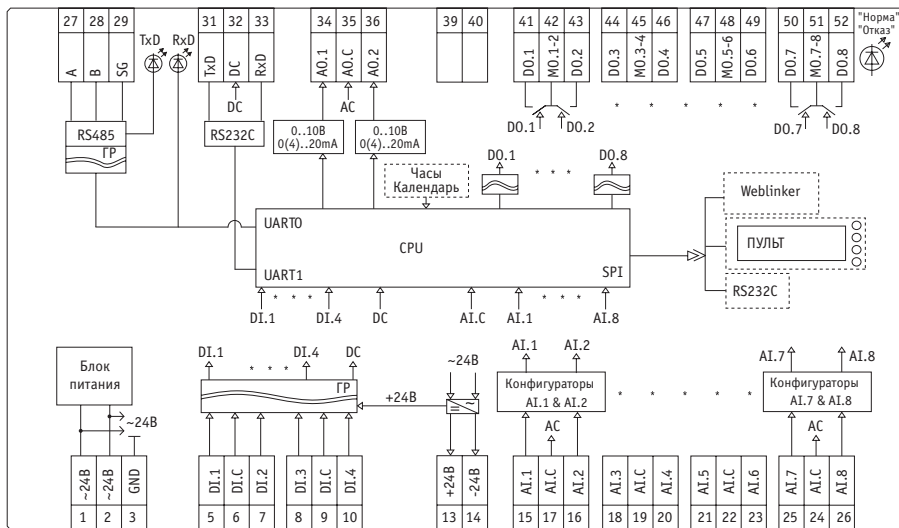 27 28 29 31 32 33 34 35 36 39 40 41 42 43 44 45 46 47 48 49 50 51 52
"Норма"
"Отказ"
A B SG TxD RxD TxD DC RxD AO.1 AO.C AO.2 DO.1 MO.1-2 DO.2 DO.3 MO.3-4 DO.4 DO.5 MO.5-6 DO.6 DO.7 MO.7-8 DO.8
DC AC
* * * *
RS485
ГР
RS232C
0..10В
0(4)..20mA
0..10В
0(4)..20mA
DO.1 DO.2
DO.7 DO.8
DO.1 * * * DO.8
Часы
Календарь
Weblinker
UART0
CPU
ПУЛЬТ
UART1
SPI
RS232C
DI.1 * * * DI.4 DC AI.C AI.1 * * * AI.8
Блок
питания
~24В
DI.1 * * * DI.4 DC
ГР
+24В
~24В
= ~
AI.1 AI.2
Конфигураторы
AI.1 & AI.2
AC
* * * *
AI.7 AI.8
Конфигураторы
AI.7 & AI.8
AC
~24В ~24В GND DI.1 DI.C DI.2 DI.3 DI.C DI.4 +24В -24В AI.1 AI.C AI.2 AI.3 AI.C AI.4 AI.5 AI.C AI.6 AI.7 AI.C AI.8
1 2 3 5 6 7 8 9 10 13 14 15 17 16 18 19 20 21 22 23 25 24 26